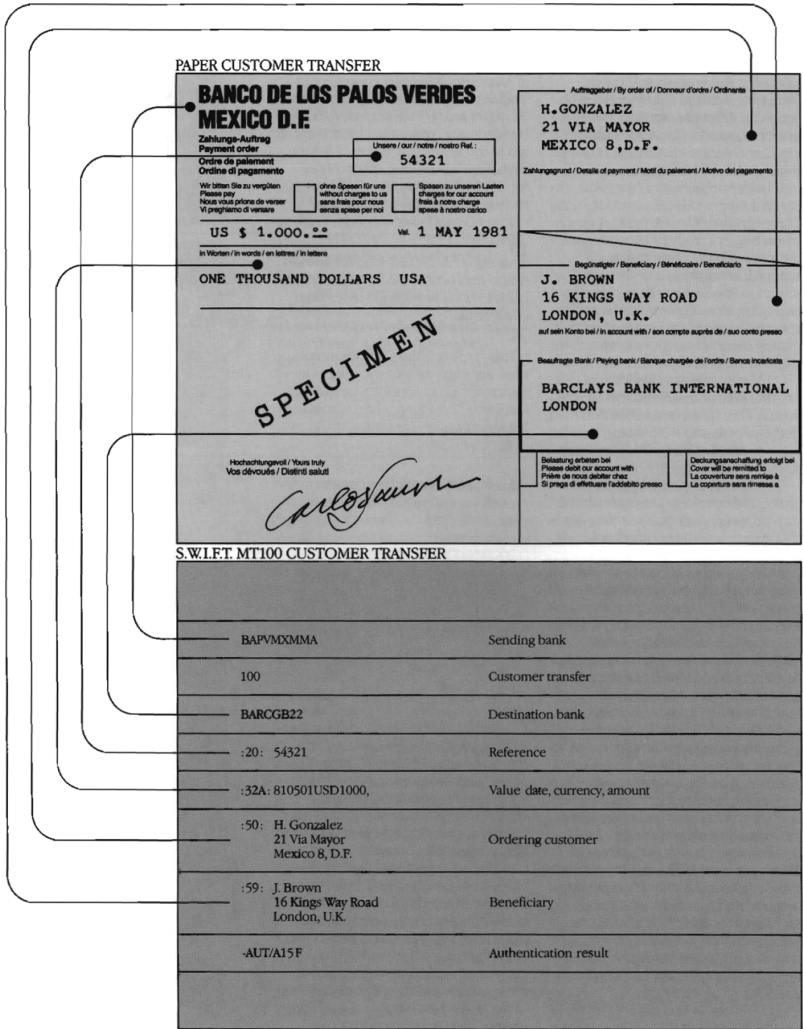 PAPER CUSTOMER TRANSFER
BANCO DE LOS PALOS VERDES
MEXICO D.F.
Zahlungs-Auftrag
Payment order
Ordre de paiement
Ordine di pagamento
Unsere / our / notre / nostro Ref.:
54321
Wir bitten Sie zu vergüten
Please pay
Nous vous prions de verser
Vi preghiamo di versare
ohne Spesen für uns
without charges to us
sans frais pour nous
senza spese per noi
Spesen zu unseren Lasten
charges for our account
frais à notre charge
spese à nostro carico
US $ 1.000.00
Val. 1 MAY 1981
in Worten / in words / en lettres / in lettere
ONE THOUSAND DOLLARS USA
SPECIMEN
Hochachtungsvoll / Yours truly
Vos dévoués / Distinti saluti
Auftraggeber / By order of / Donneur d'ordre / Ordinante
H.GONZALEZ
21 VIA MAYOR
MEXICO 8,D.F.
Zahlungsgrund / Details of payment / Motif du paiement / Motivo del pagamento
Begünstigter / Beneficiary / Bénéficiaire / Beneficiario
J. BROWN
16 KINGS WAY ROAD
LONDON, U.K.
auf sein Konto bei / in account with / son compte auprès de / suo conto presso
Beauftragte Bank / Paying bank / Banque chargée de l'ordre / Banca incaricata
BARCLAYS BANK INTERNATIONAL
LONDON
Belastung erbeten bei
Please debit our account with
Prière de nous débiter chez
Si prega di effettuare l'addebito presso
Deckungsanschaffung erfolgt bei
Cover will be remitted to
La couverture sera remise à
La copertura sara rimessa a
S.W.I.F.T. MT100 CUSTOMER TRANSFER
BAPVMXMMA Sending bank
100 Customer transfer
BARCGB22 Destination bank
:20: 54321 Reference
:32A: 810501USD1000, Value date, currency, amount
:50: H. Gonzalez
21 Via Mayor
Mexico 8, D.F.
Ordering customer
:59: J. Brown
16 Kings Way Road
London, U.K.
Beneficiary
-AUT/A15F Authentication result